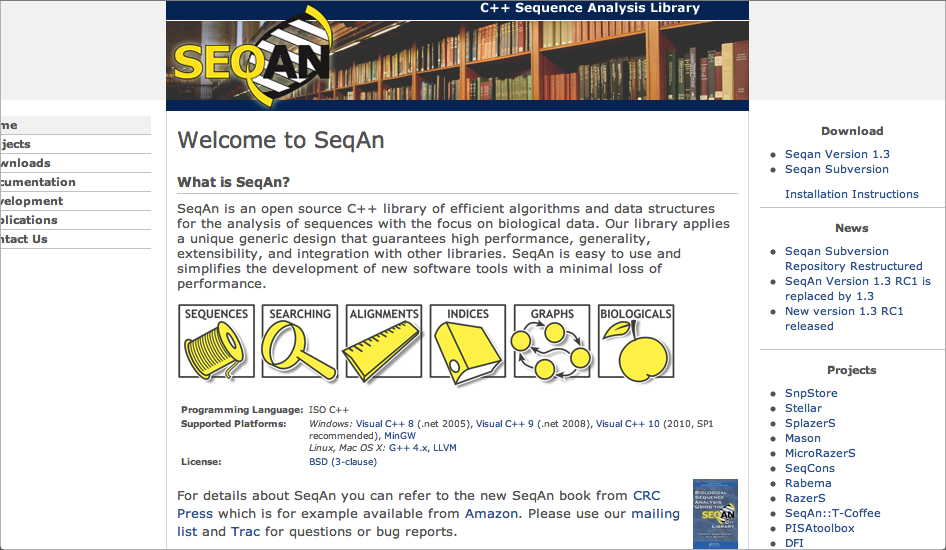 C++ Sequence Analysis Library
SEQAN
me
jects
wnloads
cumentation
velopment
plications
ntact Us
Welcome to SeqAn
What is SeqAn?
SeqAn is an open source C++ library of efficient algorithms and data structures
for the analysis of sequences with the focus on biological data. Our library applies
a unique generic design that guarantees high performance, generality,
extensibility, and integration with other libraries. SeqAn is easy to use and
simplifies the development of new software tools with a minimal loss of
performance.
SEQUENCES SEARCHING ALIGNMENTS INDICES GRAPHS BIOLOGICALS
Programming Language: ISO C++
Supported Platforms: Windows: Visual C++ 8 (.net 2005), Visual C++ 9 (.net 2008), Visual C++ 10 (2010, SP1
recommended), MinGW
Linux, Mac OS X: G++ 4.x, LLVM
License: BSD (3-clause)
For details about SeqAn you can refer to the new SeqAn book from CRC
Press which is for example available from Amazon. Please use our mailing
list and Trac for questions or bug reports.
BIOLOGICAL
SEQUENCE
ANALYSIS
USING THE
SEQAN
C++
LIBRARY
Download
Seqan Version 1.3
Seqan Subversion
Installation Instructions
News
Seqan Subversion
Repository Restructured
SeqAn Version 1.3 RC1 is
replaced by 1.3
New version 1.3 RC1
released
Projects
SnpStore
Stellar
SplazerS
Mason
MicroRazerS
SeqCons
Rabema
RazerS
SeqAn::T-Coffee
PISAtoolbox
DFI